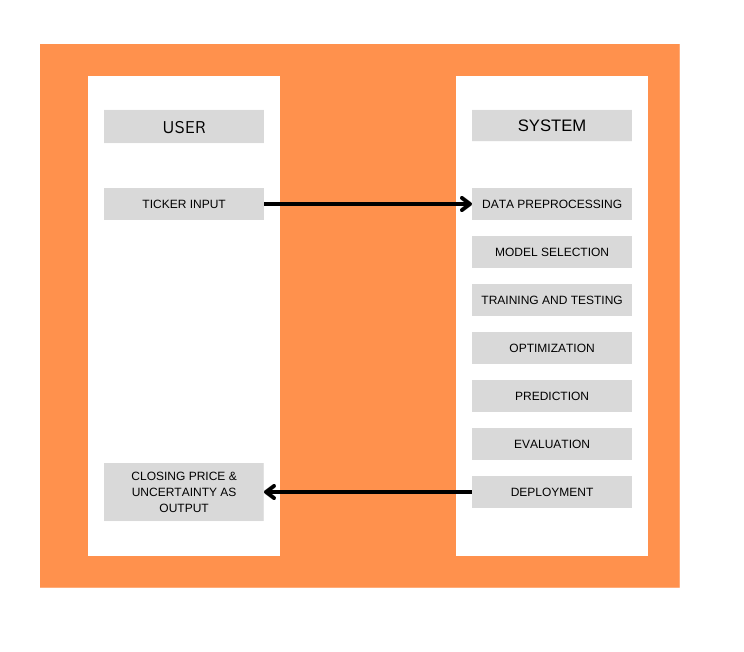 USER
SYSTEM
TICKER INPUT
DATA PREPROCESSING
MODEL SELECTION
TRAINING AND TESTING
OPTIMIZATION
PREDICTION
EVALUATION
DEPLOYMENT
CLOSING PRICE &
UNCERTAINTY AS
OUTPUT